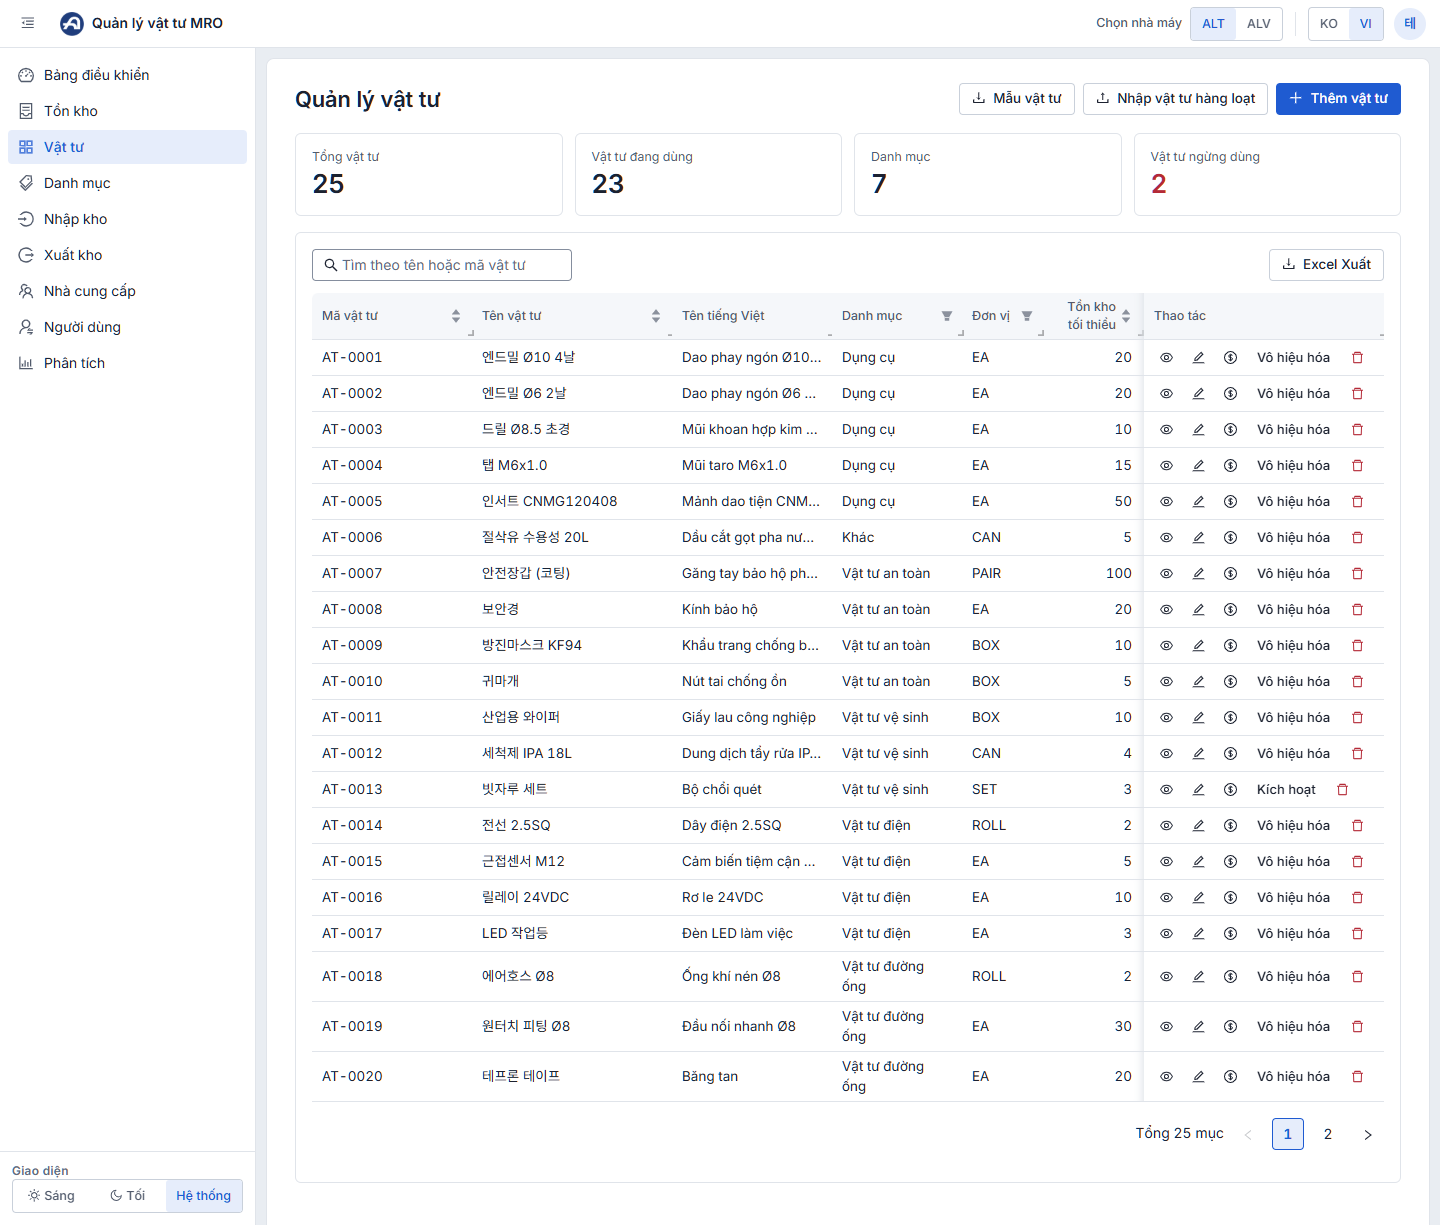 Quản lý vật tư MRO
Chọn nhà máy
ALT
ALV
KO
VI
테
Bảng điều khiển
Tồn kho
Vật tư
Danh mục
Nhập kho
Xuất kho
Nhà cung cấp
Người dùng
Phân tích
Giao diện
Sáng
Tối
Hệ thống
Quản lý vật tư
Mẫu vật tư
Nhập vật tư hàng loạt
Thêm vật tư
Tổng vật tư
25
Vật tư đang dùng
23
Danh mục
7
Vật tư ngừng dùng
2
Tìm theo tên hoặc mã vật tư
Excel Xuất
Mã vật tư Tên vật tư Tên tiếng Việt Danh mục Đơn vị Tồn kho tối thiểu Thao tác
AT-0001 엔드밀 Ø10 4날 Dao phay ngón Ø10... Dụng cụ EA 20 Vô hiệu hóa
AT-0002 엔드밀 Ø6 2날 Dao phay ngón Ø6 ... Dụng cụ EA 20 Vô hiệu hóa
AT-0003 드릴 Ø8.5 초경 Mũi khoan hợp kim ... Dụng cụ EA 10 Vô hiệu hóa
AT-0004 탭 M6x1.0 Mũi taro M6x1.0 Dụng cụ EA 15 Vô hiệu hóa
AT-0005 인서트 CNMG120408 Mảnh dao tiện CNM... Dụng cụ EA 50 Vô hiệu hóa
AT-0006 절삭유 수용성 20L Dầu cắt gọt pha nư... Khác CAN 5 Vô hiệu hóa
AT-0007 안전장갑 (코팅) Găng tay bảo hộ ph... Vật tư an toàn PAIR 100 Vô hiệu hóa
AT-0008 보안경 Kính bảo hộ Vật tư an toàn EA 20 Vô hiệu hóa
AT-0009 방진마스크 KF94 Khẩu trang chống b... Vật tư an toàn BOX 10 Vô hiệu hóa
AT-0010 귀마개 Nút tai chống ồn Vật tư an toàn BOX 5 Vô hiệu hóa
AT-0011 산업용 와이퍼 Giấy lau công nghiệp Vật tư vệ sinh BOX 10 Vô hiệu hóa
AT-0012 세척제 IPA 18L Dung dịch tẩy rửa IP... Vật tư vệ sinh CAN 4 Vô hiệu hóa
AT-0013 빗자루 세트 Bộ chổi quét Vật tư vệ sinh SET 3 Kích hoạt
AT-0014 전선 2.5SQ Dây điện 2.5SQ Vật tư điện ROLL 2 Vô hiệu hóa
AT-0015 근접센서 M12 Cảm biến tiệm cận ... Vật tư điện EA 5 Vô hiệu hóa
AT-0016 릴레이 24VDC Rơ le 24VDC Vật tư điện EA 10 Vô hiệu hóa
AT-0017 LED 작업등 Đèn LED làm việc Vật tư điện EA 3 Vô hiệu hóa
AT-0018 에어호스 Ø8 Ống khí nén Ø8 Vật tư đường ống ROLL 2 Vô hiệu hóa
AT-0019 원터치 피팅 Ø8 Đầu nối nhanh Ø8 Vật tư đường ống EA 30 Vô hiệu hóa
AT-0020 테프론 테이프 Băng tan Vật tư đường ống EA 20 Vô hiệu hóa
Tổng 25 mục
1
2